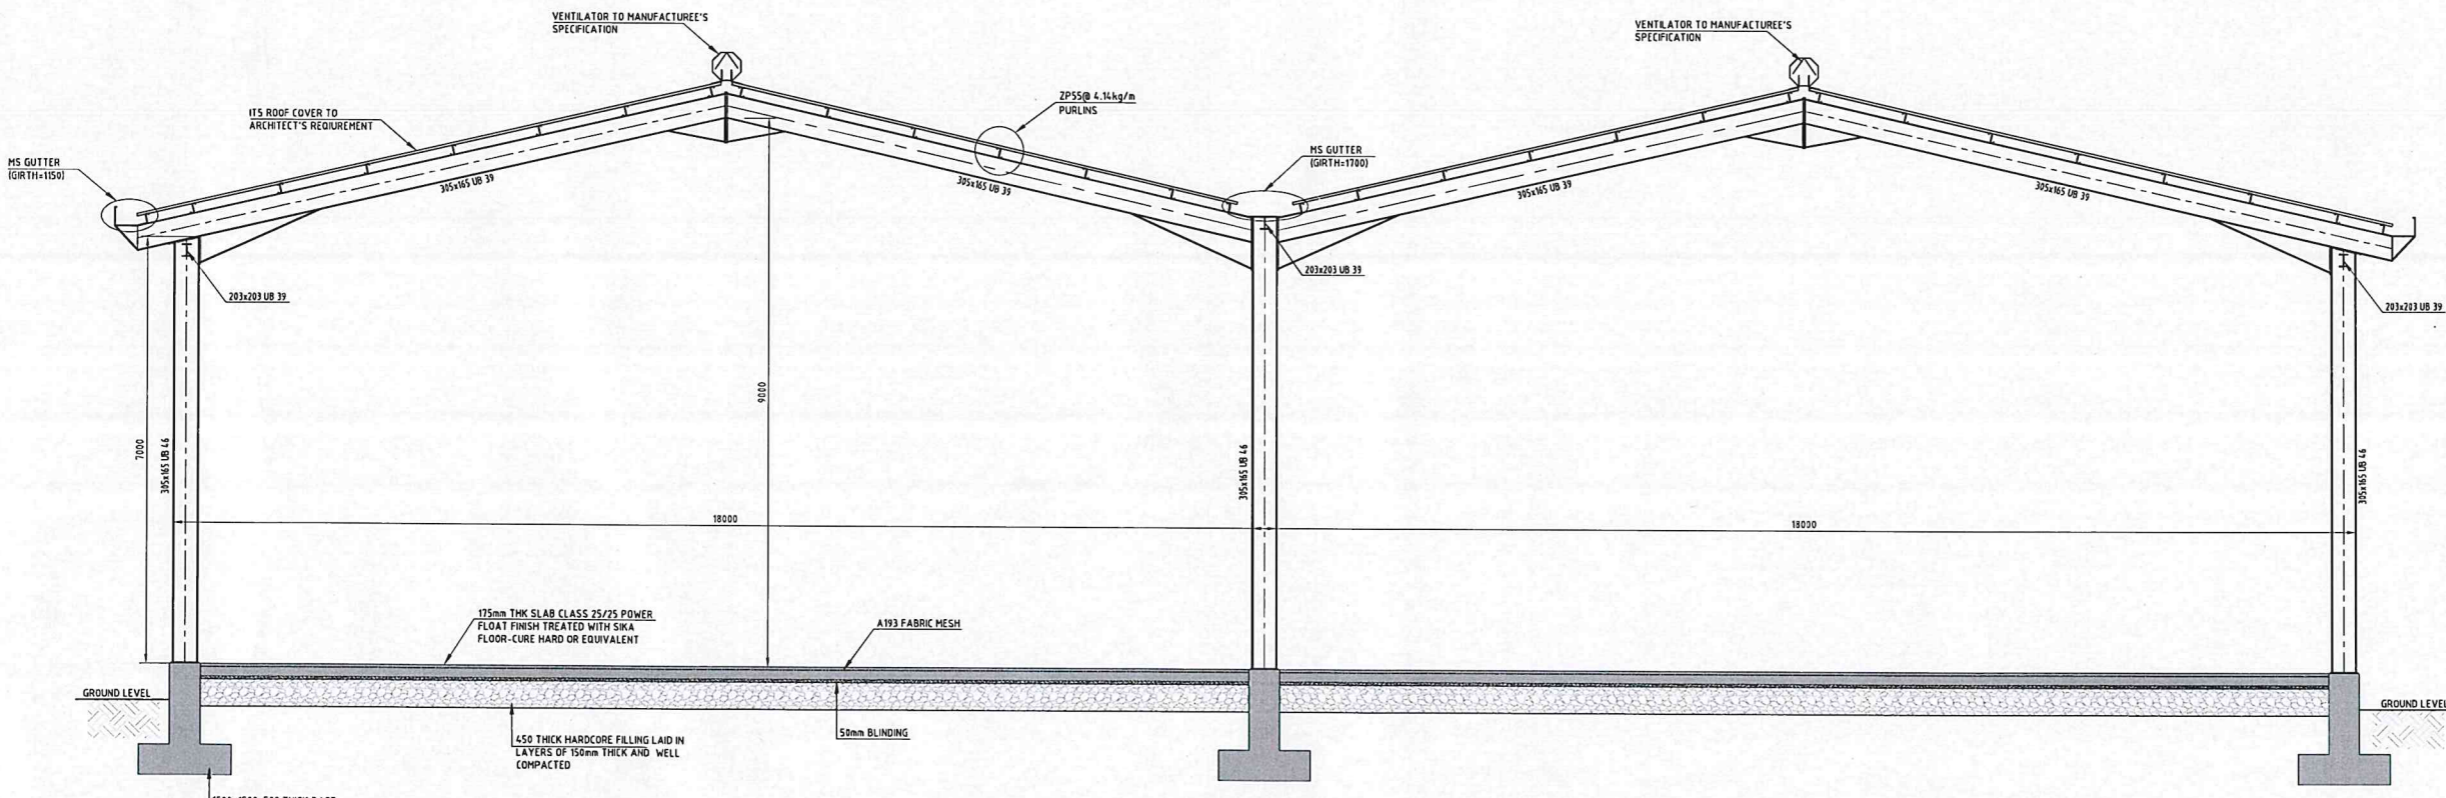 VENTILATOR TO MANUFACTUREE'S
SPECIFICATION
VENTILATOR TO MANUFACTURE'S
SPECIFICATION
ZPS5@ 4.14kg/m
PURLINS
ITS ROOF COVER TO
ARCHITECT'S REQIUREMENT
MS GUTTER
(GIRTH=1150)
MS GUTTER
(GIRTH=1700)
305x165 UB 39
305x165 UB 39
305x165 UB 39
305x165 UB 39
203x203 UB 39
203x203 UB 39
203x203 UB 39
9000
7000
305x165 UB 46
305x165 UB 46
305x165 UB 46
18000
18000
175mm THK SLAB CLASS 25/25 POWER
FLOAT FINISH TREATED WITH SIKA
FLOOR-CURE HARD OR EQUIVALENT
A193 FABRIC MESH
GROUND LEVEL
GROUND LEVEL
450 THICK HARDCORE FILLING LAID IN
LAYERS OF 150mm THICK AND WELL
COMPACTED
50mm BLINDING